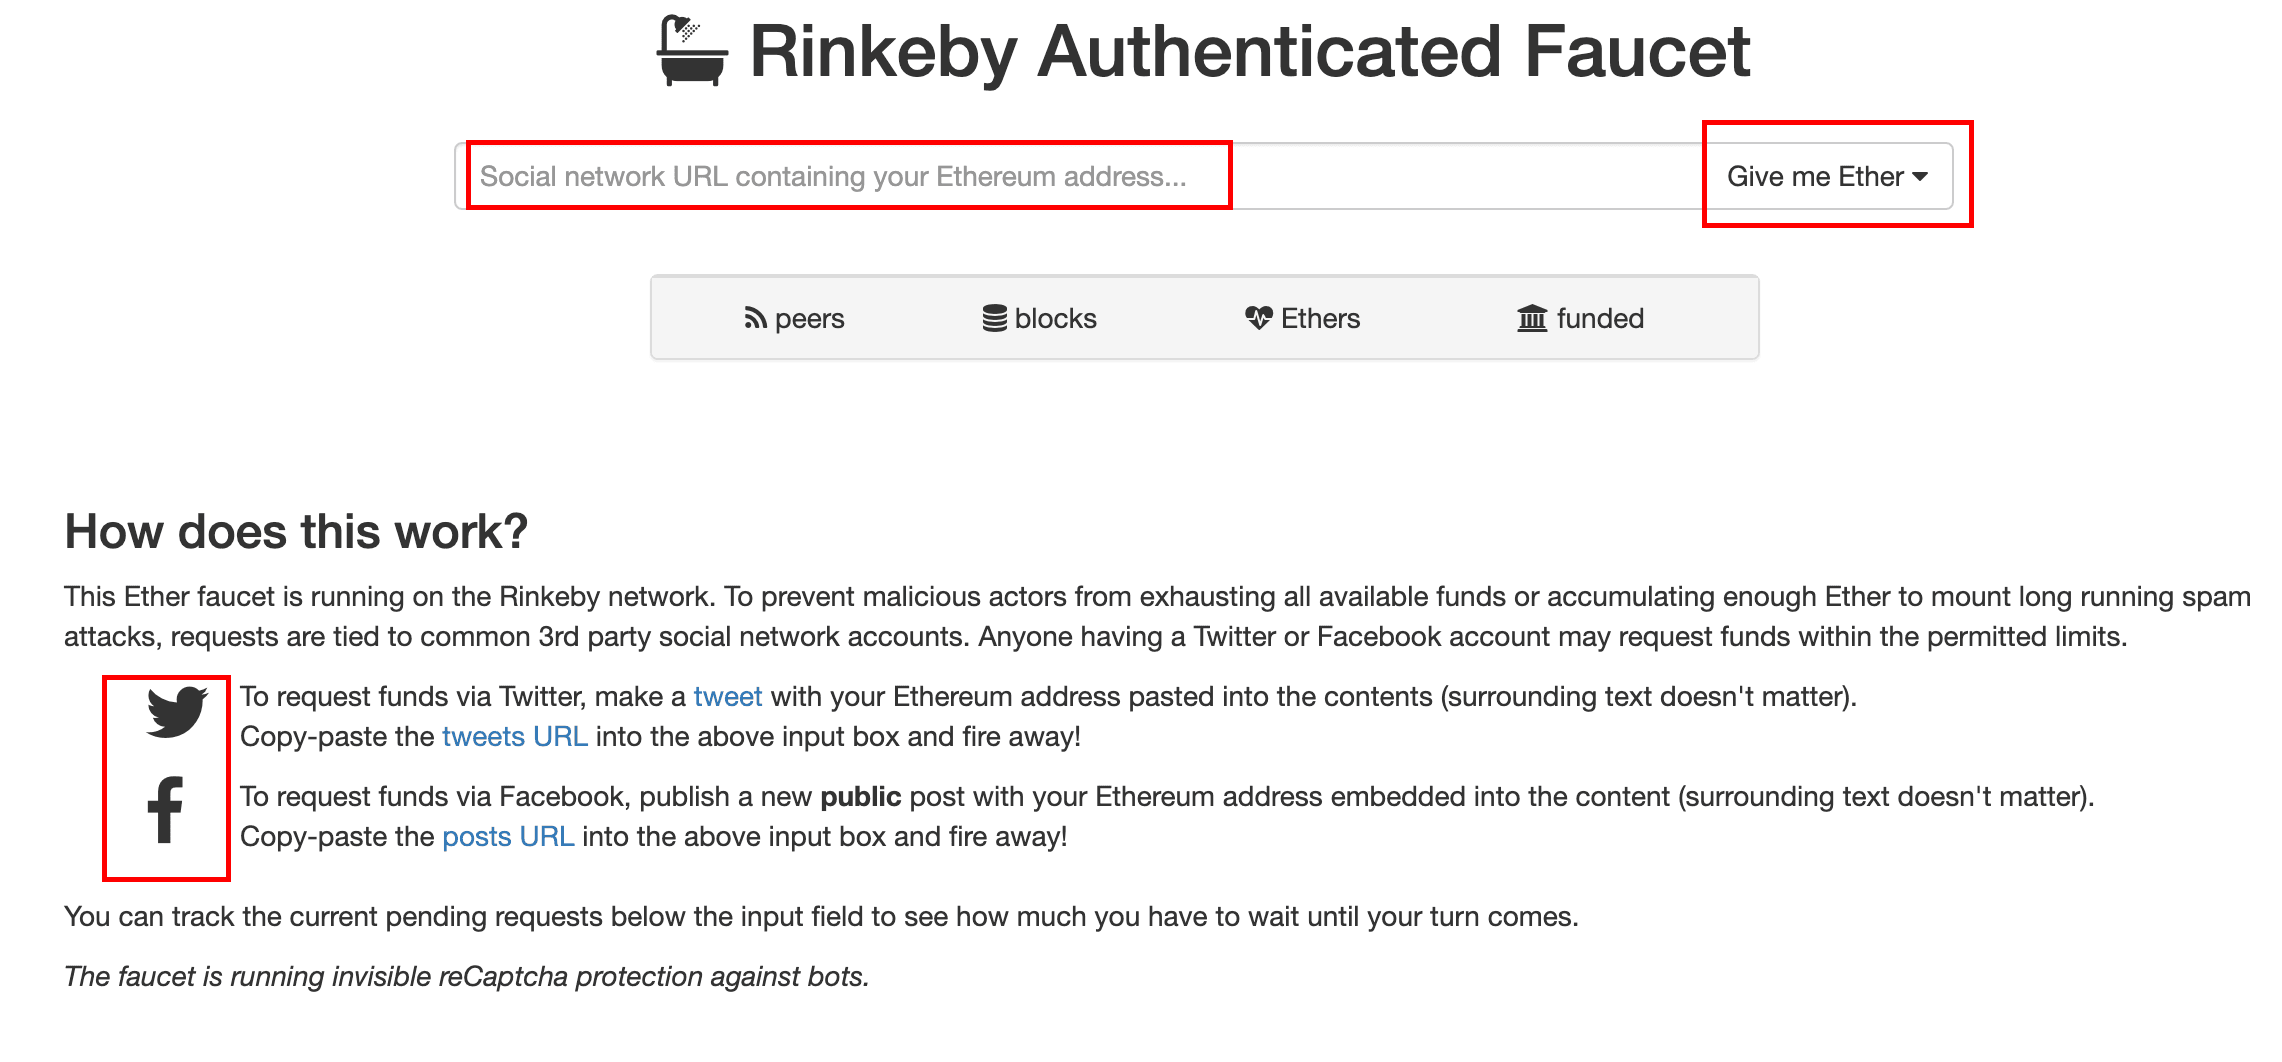 Rinkeby Authenticated Faucet
Social network URL containing your Ethereum address...
Give me Ether
peers
blocks
Ethers
funded
How does this work?
This Ether faucet is running on the Rinkeby network. To prevent malicious actors from exhausting all available funds or accumulating enough Ether to mount long running spam
attacks, requests are tied to common 3rd party social network accounts. Anyone having a Twitter or Facebook account may request funds within the permitted limits.
To request funds via Twitter, make a tweet with your Ethereum address pasted into the contents (surrounding text doesn't matter).
Copy-paste the tweets URL into the above input box and fire away!
To request funds via Facebook, publish a new public post with your Ethereum address embedded into the content (surrounding text doesn't matter).
Copy-paste the posts URL into the above input box and fire away!
You can track the current pending requests below the input field to see how much you have to wait until your turn comes.
The faucet is running invisible reCaptcha protection against bots.